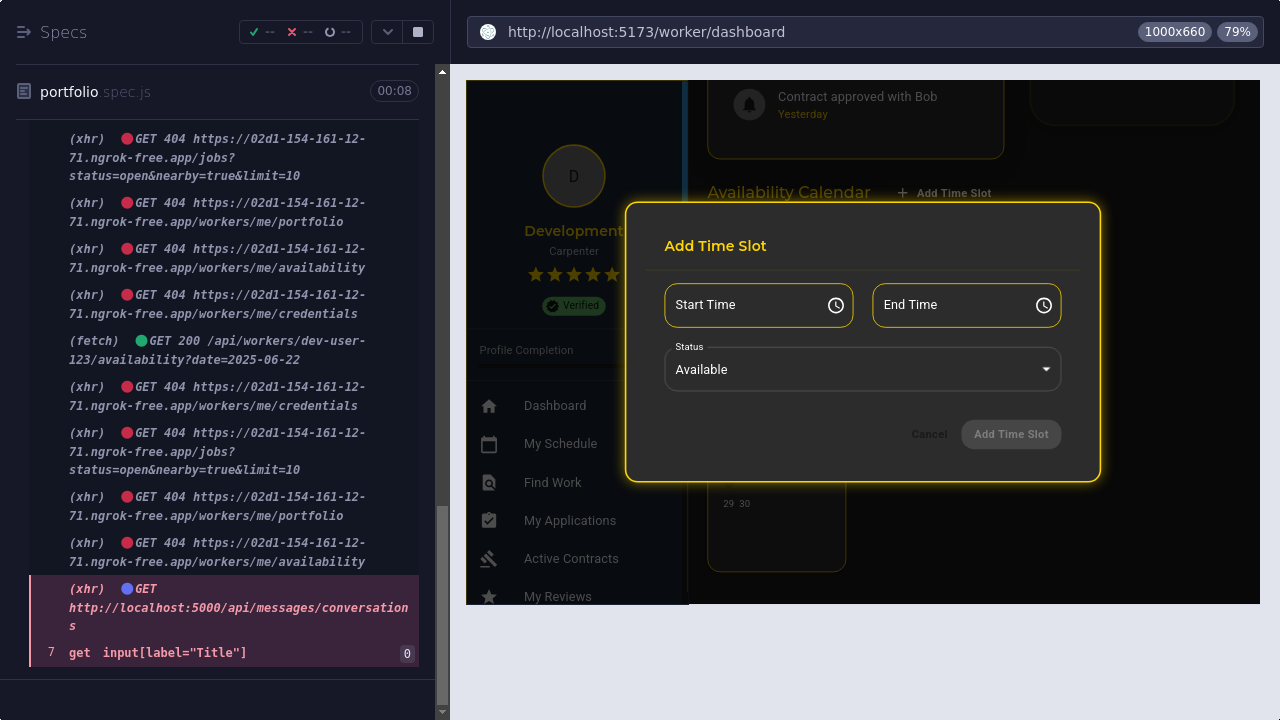 Specs
-- -- --
portfolio.spec.js
00:08
(xhr) GET 404 https://02d1-154-161-12-
71.ngrok-free.app/jobs?
status=open&nearby=true&limit=10
(xhr) GET 404 https://02d1-154-161-12-
71.ngrok-free.app/workers/me/portfolio
(xhr) GET 404 https://02d1-154-161-12-
71.ngrok-free.app/workers/me/availability
(xhr) GET 404 https://02d1-154-161-12-
71.ngrok-free.app/workers/me/credentials
(fetch) GET 200 /api/workers/dev-user-
123/availability?date=2025-06-22
(xhr) GET 404 https://02d1-154-161-12-
71.ngrok-free.app/workers/me/credentials
(xhr) GET 404 https://02d1-154-161-12-
71.ngrok-free.app/jobs?
status=open&nearby=true&limit=10
(xhr) GET 404 https://02d1-154-161-12-
71.ngrok-free.app/workers/me/portfolio
(xhr) GET 404 https://02d1-154-161-12-
71.ngrok-free.app/workers/me/availability
(xhr) GET
http://localhost:5000/api/messages/conversation
s
7 get input[label="Title"] 0
http://localhost:5173/worker/dashboard
1000x660 79%
D
Development
Carpenter
Verified
Profile Completion
Dashboard
My Schedule
Find Work
My Applications
Active Contracts
My Reviews
Contract approved with Bob
Yesterday
Availability Calendar
Add Time Slot
Add Time Slot
Start Time
End Time
Status
Available
Cancel
Add Time Slot
29 30